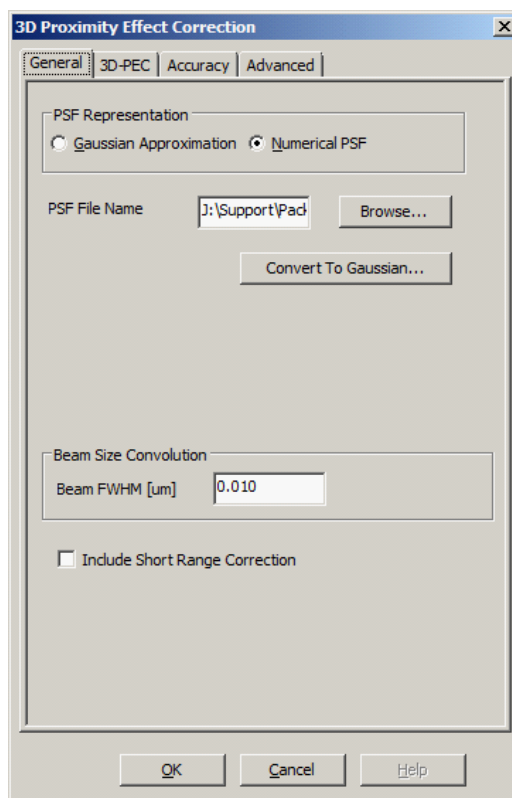 3D Proximity Effect Correction
General 3D-PEC Accuracy Advanced
PSF Representation
Gaussian Approximation Numerical PSF
PSF File Name J:\Support\Pack Browse...
Convert To Gaussian...
Beam Size Convolution
Beam FWHM [um] 0.010
Include Short Range Correction
OK Cancel Help